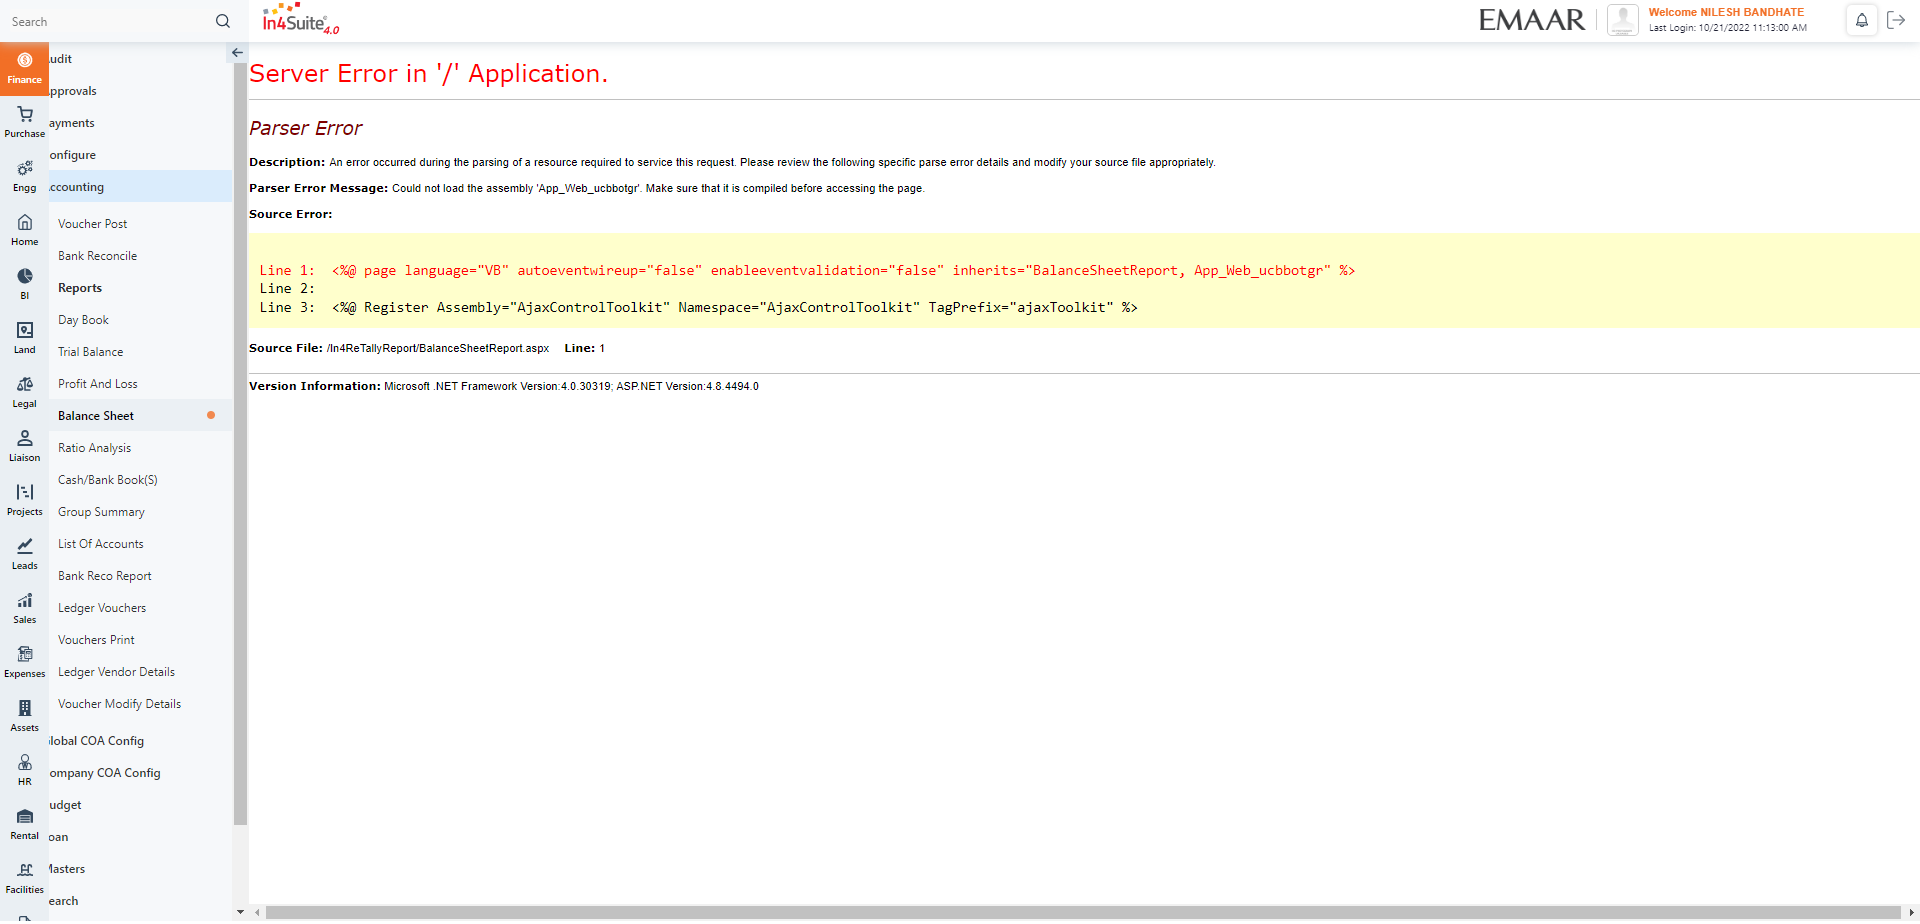 Search
In4Suite 4.0
EMAAR
Welcome NILESH BANDHATE
Last Login: 10/21/2022 11:13:00 AM
Finance
Purchase
Engg
Home
BI
Land
Legal
Liaison
Projects
Leads
Sales
Expenses
Assets
HR
Rental
Facilities
udit
pprovals
ayments
onfigure
ccounting
Voucher Post
Bank Reconcile
Reports
Day Book
Trial Balance
Profit And Loss
Balance Sheet
Ratio Analysis
Cash/Bank Book(S)
Group Summary
List Of Accounts
Bank Reco Report
Ledger Vouchers
Vouchers Print
Ledger Vendor Details
Voucher Modify Details
lobal COA Config
ompany COA Config
udget
oan
Masters
earch
Server Error in '/' Application.
Parser Error
Description: An error occurred during the parsing of a resource required to service this request. Please review the following specific parse error details and modify your source file appropriately.
Parser Error Message: Could not load the assembly 'App_Web_ucbbotgr'. Make sure that it is compiled before accessing the page.
Source Error:
Line 1:  <%@ page language="VB" autoeventwireup="false" enableeventvalidation="false" inherits="BalanceSheetReport, App_Web_ucbbotgr" %>
Line 2:
Line 3:  <%@ Register Assembly="AjaxControlToolkit" Namespace="AjaxControlToolkit" TagPrefix="ajaxToolkit" %>
Source File: /In4ReTallyReport/BalanceSheetReport.aspx    Line: 1
Version Information: Microsoft .NET Framework Version:4.0.30319; ASP.NET Version:4.8.4494.0